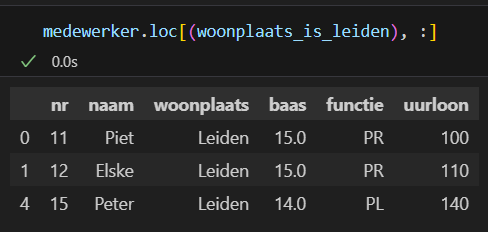 medewerker.loc[(woonplaats_is_leiden), :]
0.0s
nr naam woonplaats baas functie uurloon
0 11 Piet Leiden 15.0 PR 100
1 12 Elske Leiden 15.0 PR 110
4 15 Peter Leiden 14.0 PL 140